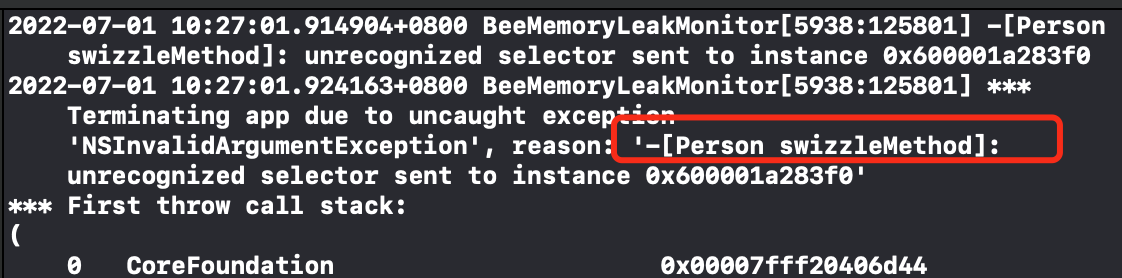 2022-07-01 10:27:01.914904+0800 BeeMemoryLeakMonitor[5938:125801] -[Person
swizzleMethod]: unrecognized selector sent to instance 0x600001a283f0
2022-07-01 10:27:01.924163+0800 BeeMemoryLeakMonitor[5938:125801] ***
Terminating app due to uncaught exception
'NSInvalidArgumentException', reason: '-[Person swizzleMethod]:
unrecognized selector sent to instance 0x600001a283f0'
*** First throw call stack:
(
0 CoreFoundation 0x00007fff20406d44